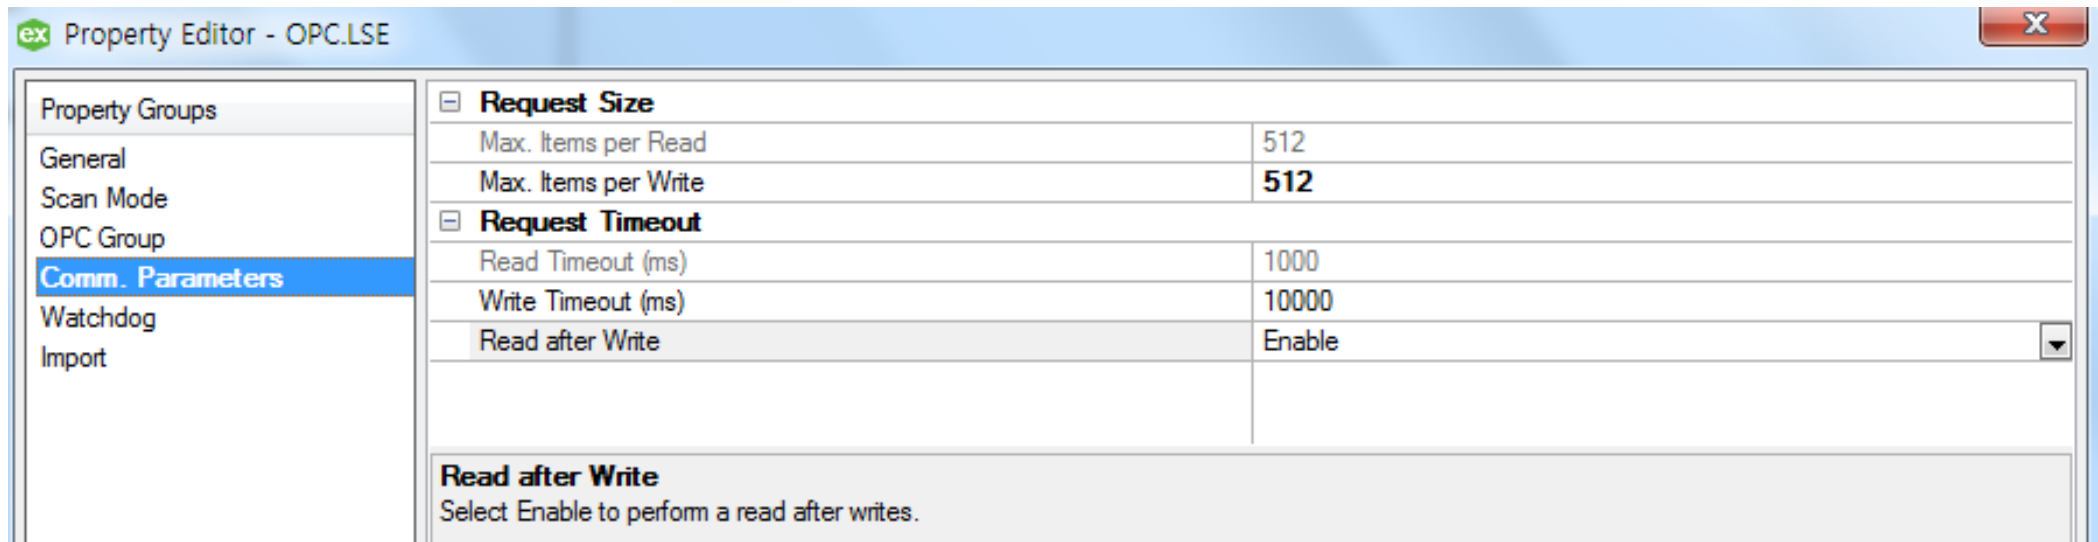 ex Property Editor - OPC.LSE
X
Property Groups
General
Scan Mode
OPC Group
Comm. Parameters
Watchdog
Import
Request Size
Max. Items per Read 512
Max. Items per Write 512
Request Timeout
Read Timeout (ms) 1000
Write Timeout (ms) 10000
Read after Write Enable
Read after Write
Select Enable to perform a read after writes.